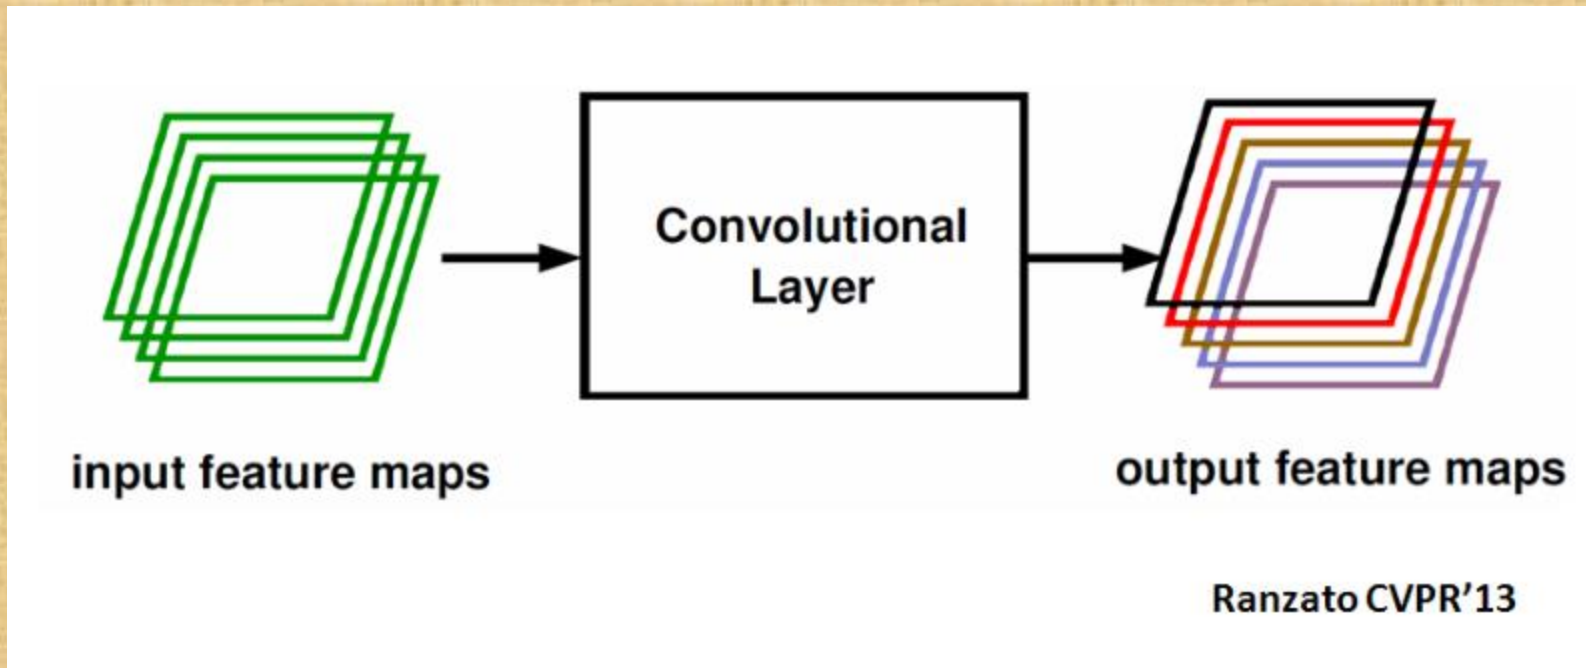 Convolutional
Layer
input feature maps
output feature maps
Ranzato CVPR'13